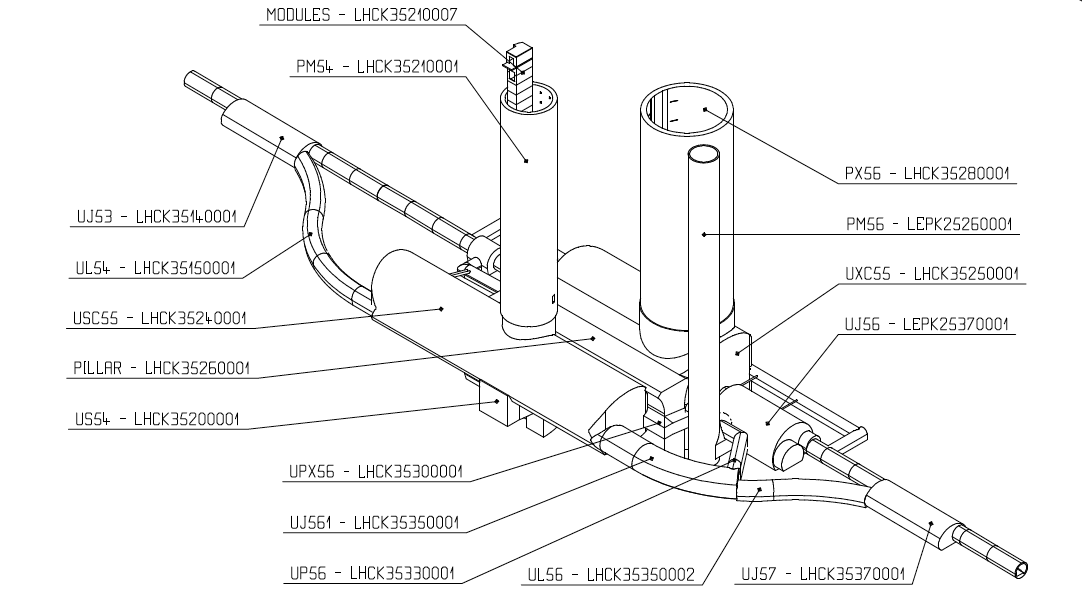 MODULES - LHCK35210007
PM54 - LHCK35210001
PX56 - LHCK35280001
UJ53 - LHCK35140001
PM56 - LEPK25260001
UL54 - LHCK35150001
UXC55 - LHCK35250001
USC55 - LHCK35240001
UJ56 - LEPK25370001
PILLAR - LHCK35260001
US54 - LHCK35200001
UPX56 - LHCK35300001
UJ561 - LHCK35350001
UP56 - LHCK35330001
UL56 - LHCK35350002
UJ57 - LHCK35370001